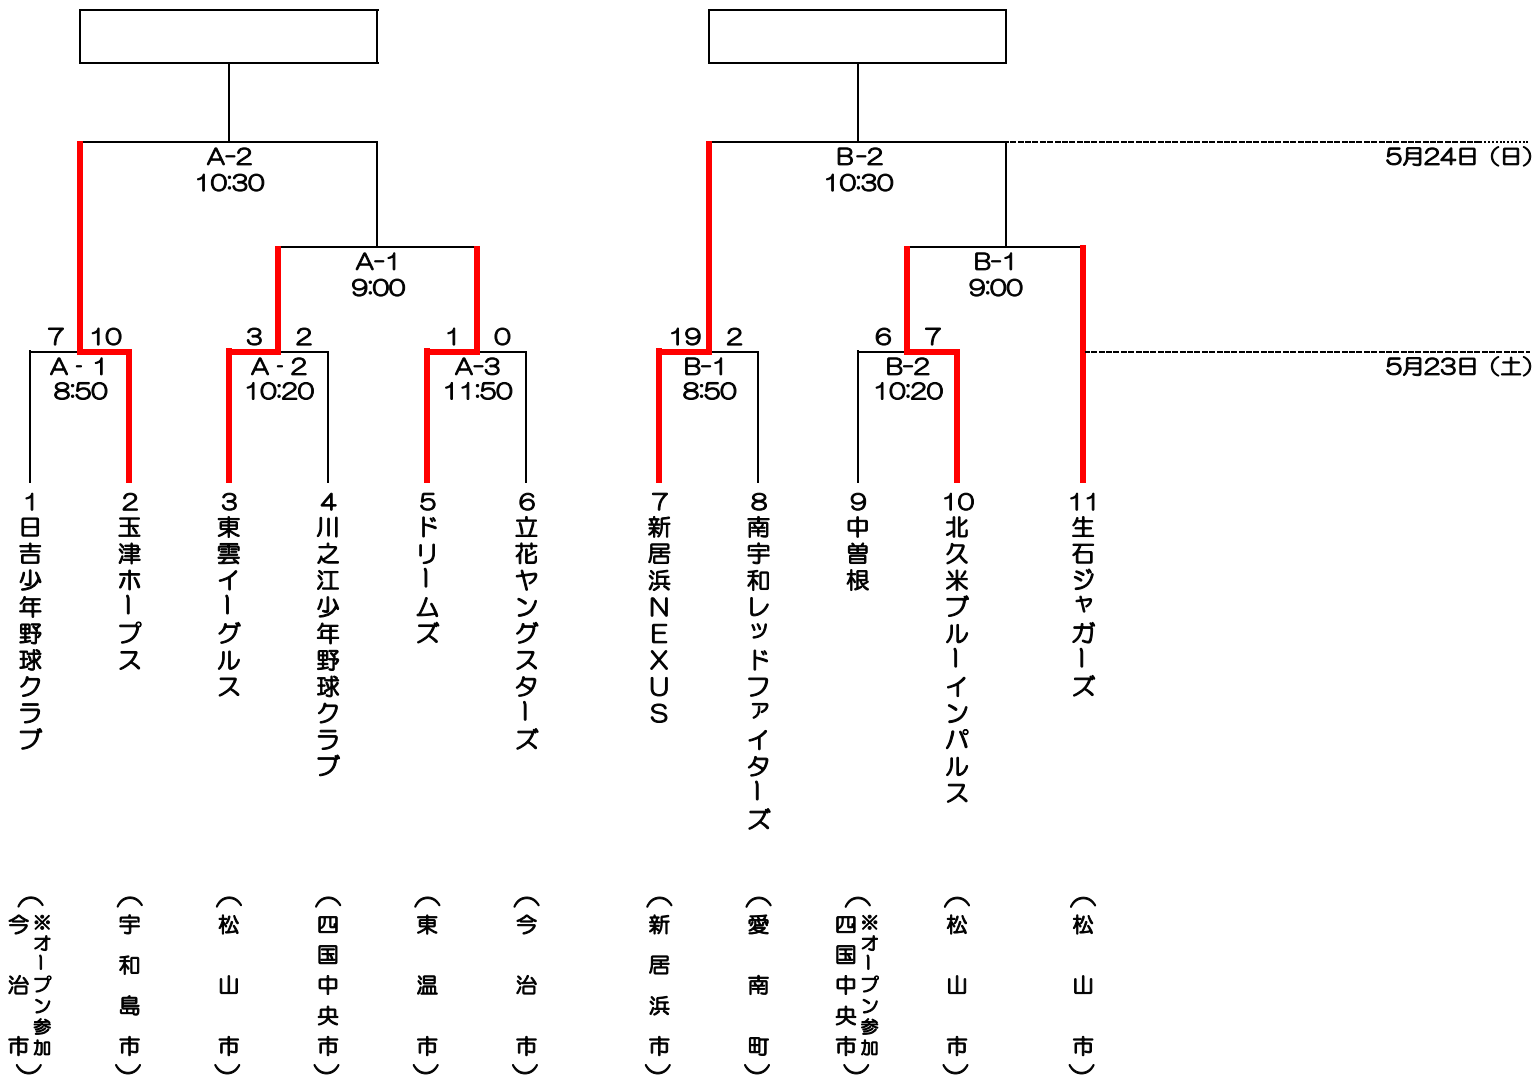 A-2
10:30
B-2
10:30
5月24日（日）
A-1
9:00
B-1
9:00
7 10
3 2
1 0
19 2
6 7
A - 1
8:50
A - 2
10:20
A-3
11:50
B-1
8:50
B-2
10:20
5月23日（土）
1
日吉少年野球クラブ
（今治市）
※オープン参加
2
玉津ホープス
（宇和島市）
3
東雲イーグルス
（松山市）
4
川之江少年野球クラブ
（四国中央市）
5
ドリームズ
（東温市）
6
立花ヤングスターズ
（今治市）
7
新居浜NEXUS
（新居浜市）
8
南宇和レッドファイターズ
（愛南町）
9
中曽根
（四国中央市）
※オープン参加
10
北久米ブルーインパルス
（松山市）
11
生石ジャガーズ
（松山市）